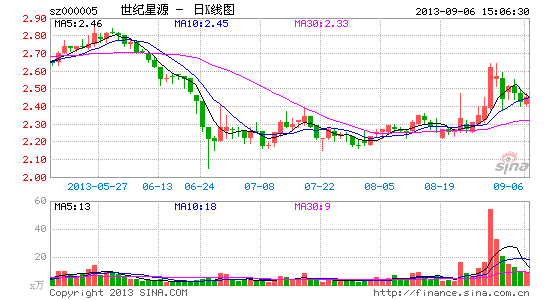 sz000005 世纪星源 - 日K线图 2013-09-06 15:06:30
2.90 MA5:2.46 MA10:2.45 MA30:2.33
2.80
2.70
2.60
2.50
2.40
2.30
2.20
2.10
2.00
sina
2013-05-27 06-13 06-24 07-08 07-22 08-05 08-19 09-06
60 MA5:13 MA10:18 MA30:9
40
20
x万
Copyright 2013 SINA.COM http://finance.sina.com.cn